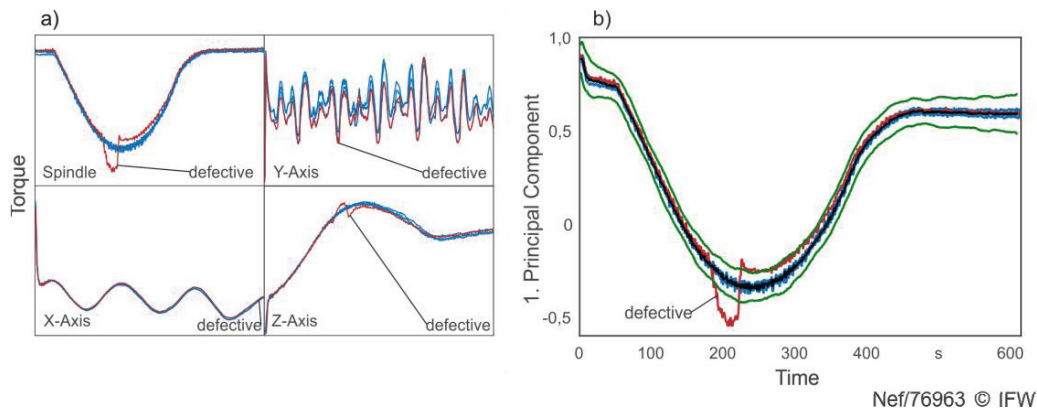 a)
Torque
Spindle
defective
Y-Axis
defective
X-Axis
defective
Z-Axis
defective
b)
1. Principal Component
1,0
0,5
0
-0,5
defective
0 100 200 300 400 s 600
Time
Nef/76963 © IFW